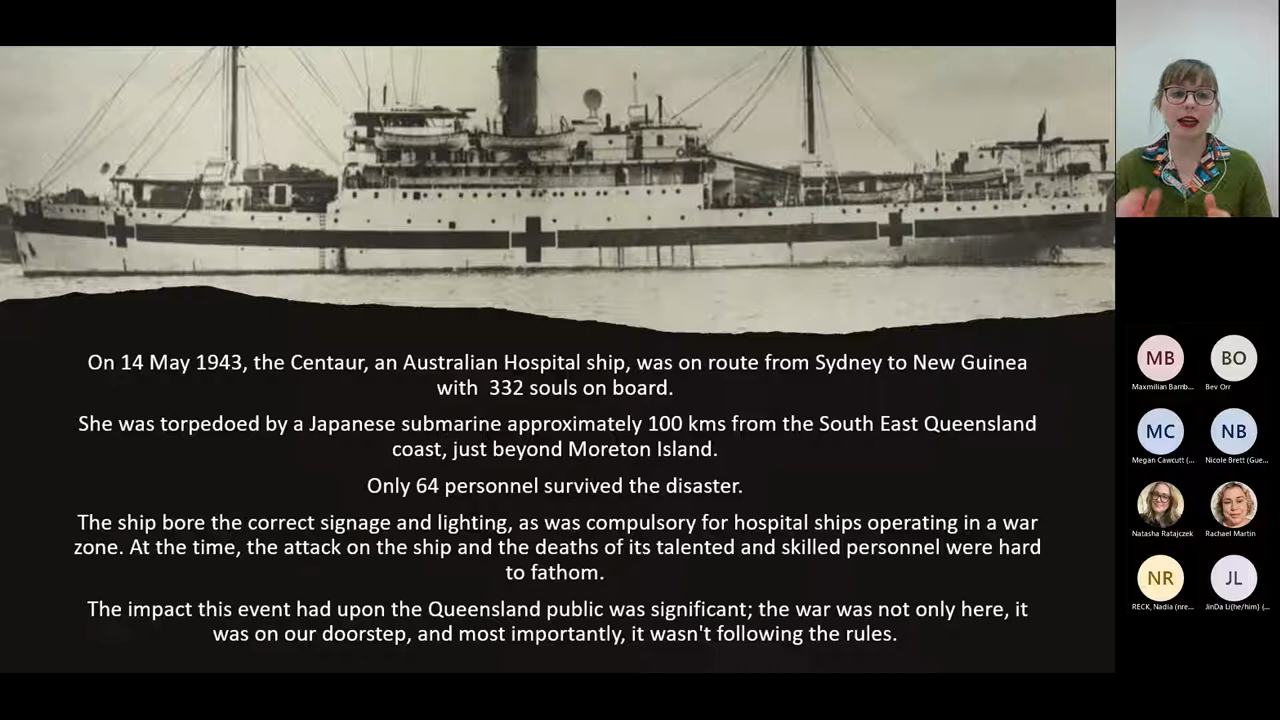 On 14 May 1943, the Centaur, an Australian Hospital ship, was on route from Sydney to New Guinea
with 332 souls on board.
She was torpedoed by a Japanese submarine approximately 100 kms from the South East Queensland
coast, just beyond Moreton Island.
Only 64 personnel survived the disaster.
The ship bore the correct signage and lighting, as was compulsory for hospital ships operating in a war
zone. At the time, the attack on the ship and the deaths of its talented and skilled personnel were hard
to fathom.
The impact this event had upon the Queensland public was significant; the war was not only here, it
was on our doorstep, and most importantly, it wasn't following the rules.
MB BO
Maximilian Bamb... Bev Orr
MC NB
Megan Cawcutt (... Nicole Brett (Gue...
Natasha Ratajczek Rachael Martin
NR JL
RECK, Nadia (nre... JinDa Li(he/him) (...